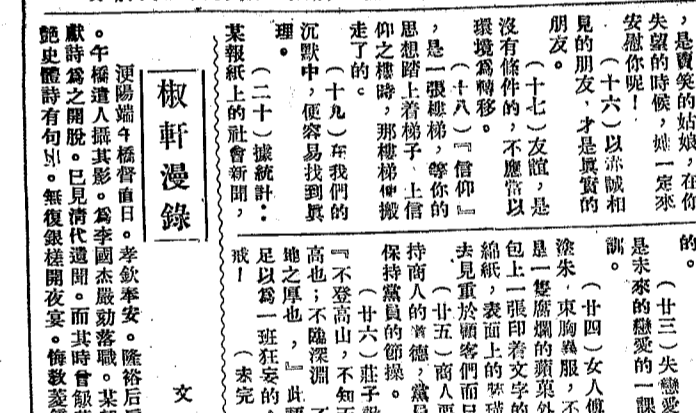 ，是賣笑的姑娘，在你
失望的時候，她一定來
安慰你呢！
（十六）以赤誠相
見的朋友，才是眞實的
朋友。
（十七）友誼，是
沒有條件的，不應當以
環境爲轉移。
（十八）『信仰』
，是一張樓梯，等你的
思想踏上着梯子、上信
仰之樓時，那樓梯便搬
走了的。
（十九）在我們的
沉默中，便容易找到眞
理。
（二十）據統計：
某報紙上的社會新聞，
的。
（廿三）失戀
是未來的戀愛的一課
訓。
（廿四）女人
塗朱，束胸異服，不
是一隻腐爛的蘋果外
包上一張印着文字的
綿紙，表面上的
去見重於顧客們而已
（廿五）商人
持商人的道德，黨員
保持黨員的節操。
（廿六）莊子
『不登高山，不知
高也；不臨深淵
地之厚也，』此
足以爲一班狂妄的
戒！
（未完
椒軒漫錄
文
浭陽端午橋督直日。孝欽奉安。隆裕后
。午橋遣人攝其影。爲李國杰嚴劾落職。某
獻詩爲之開脫。已見清代遺聞。而其時曾
艷史體詩有句云。無復銀槎開夜宴。悔敎菱